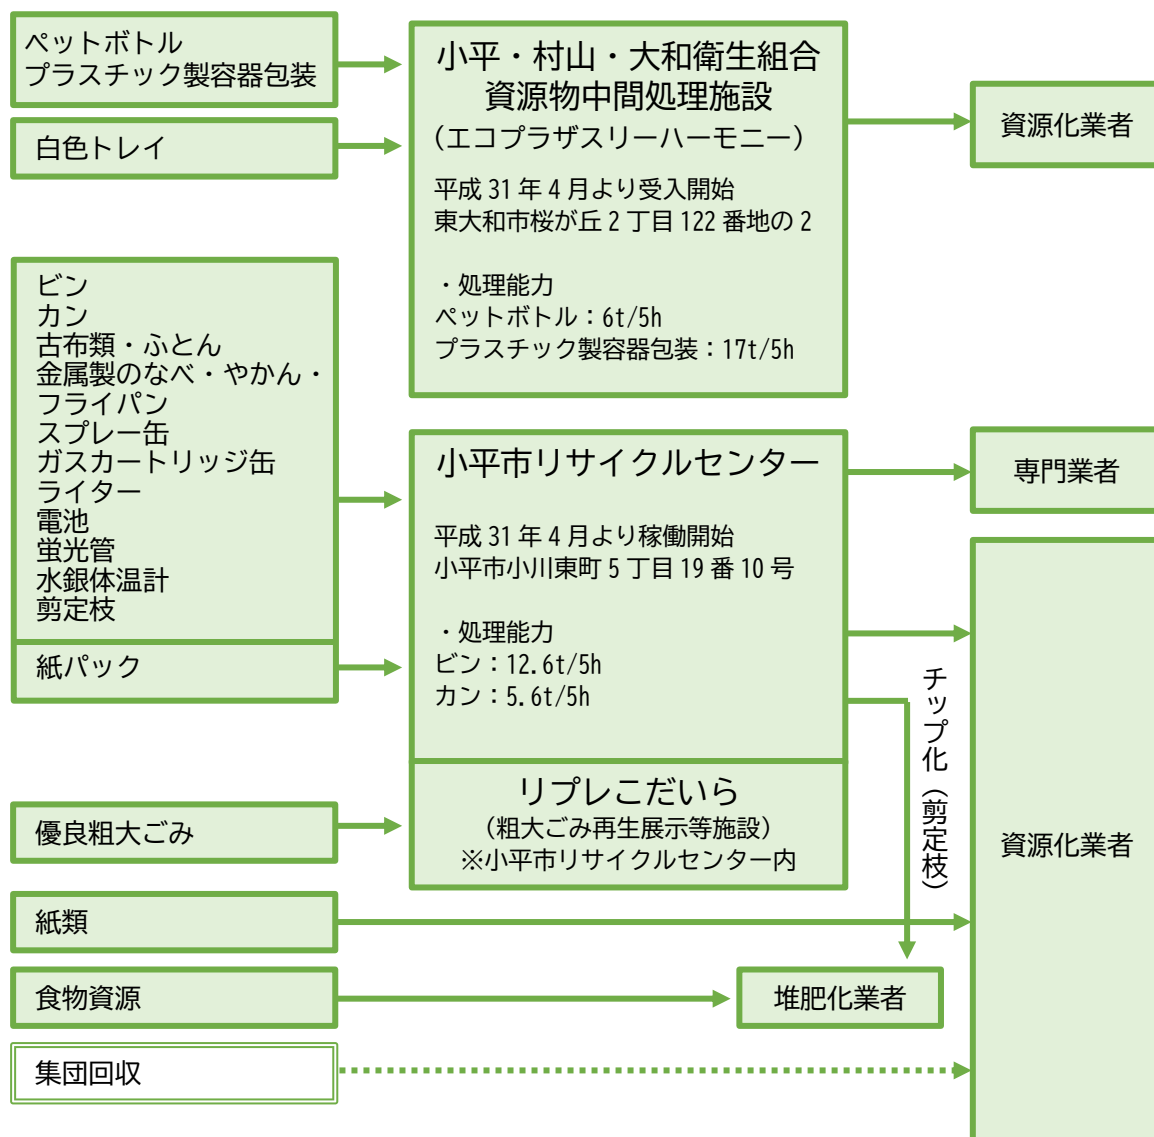 ペットボトル
プラスチック製容器包装
白色トレイ
小平・村山・大和衛生組合
資源物中間処理施設
(エコプラザスリーハーモニー)
平成 31 年 4 月より受入開始
東大和市桜が丘 2 丁目 122 番地の 2
・処理能力
ペットボトル：6t/5h
プラスチック製容器包装：17t/5h
資源化業者
ビン
カン
古布類・ふとん
金属製のなべ・やかん・
フライパン
スプレー缶
ガスカートリッジ缶
ライター
電池
蛍光管
水銀体温計
剪定枝
紙パック
小平市リサイクルセンター
平成 31 年 4 月より稼働開始
小平市小川東町 5 丁目 19 番 10 号
・処理能力
ビン：12.6t/5h
カン：5.6t/5h
専門業者
優良粗大ごみ
リプレこだいら
（粗大ごみ再生展示等施設）
※小平市リサイクルセンター内
チップ化（剪定枝）
資源化業者
紙類
食物資源
堆肥化業者
集団回収